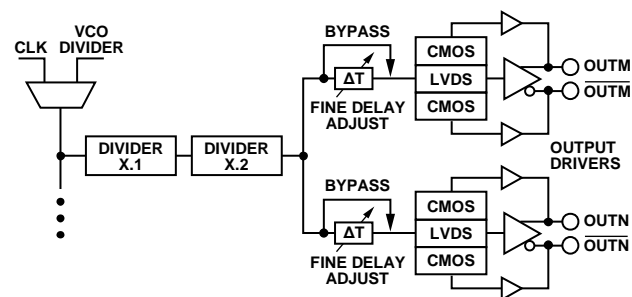 CLK
VCO
DIVIDER
DIVIDER
X.1
DIVIDER
X.2
BYPASS
ΔT
FINE DELAY
ADJUST
CMOS
LVDS
CMOS
OUTM
OUTM
OUTPUT
DRIVERS
BYPASS
ΔT
FINE DELAY
ADJUST
CMOS
LVDS
CMOS
OUTN
OUTN